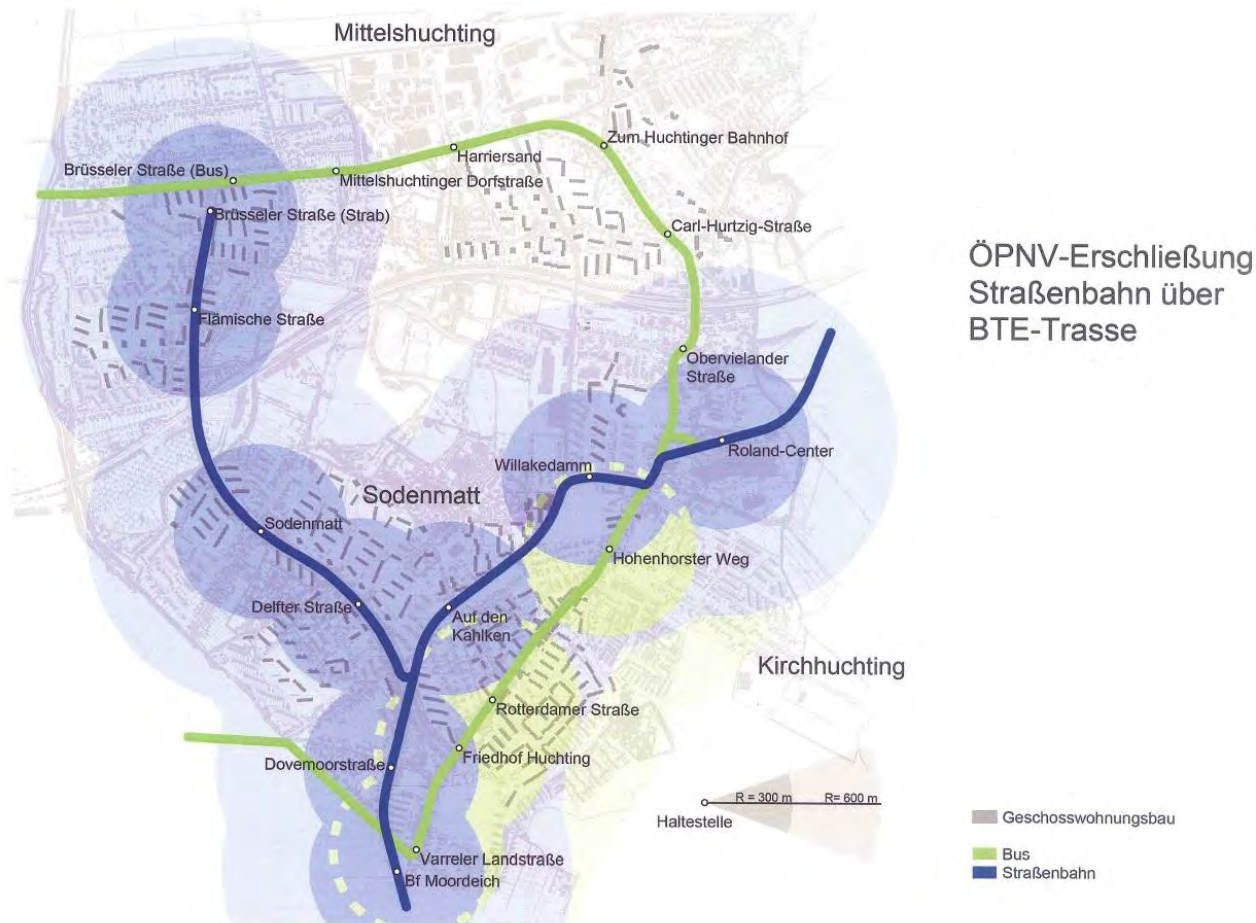 Mittelshuchting
Zum Huchtinger Bahnhof
Harriersand
Brüsseler Straße (Bus)
Mittelshuchtinger Dorfstraße
Brüsseler Straße (Strab)
Carl-Hurtzig-Straße
ÖPNV-Erschließung
Straßenbahn über
BTE-Trasse
Flämische Straße
Obervielander
Straße
Roland-Center
Willakedamm
Sodenmatt
Sodenmatt
Hohenhorster Weg
Delfter Straße
Auf den
Kahlken
Kirchhuchting
Rotterdamer Straße
Friedhof Huchting
Dovemoorstraße
R = 300 m
R= 600 m
Haltestelle
Geschosswohnungsbau
Bus
Straßenbahn
Varreler Landstraße
Bf Moordeich